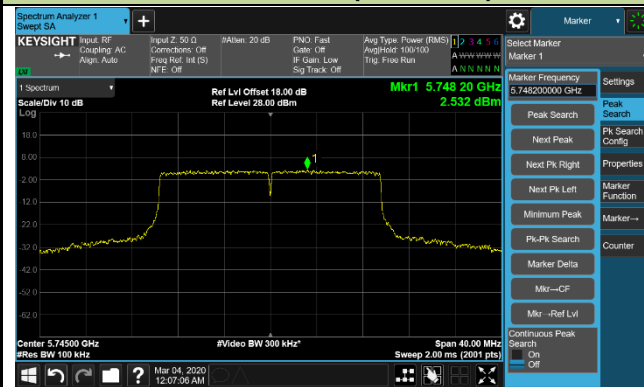 Spectrum Analyzer 1
Swept SA
Marker
KEYSIGHT
Input: RF
Coupling: AC
Align: Auto
Input Z: 50 Ω
Corrections: Off
Freq Ref: Int (S)
NFE: Off
#Atten: 20 dB
PNO: Fast
Gate: Off
IF Gain: Low
Sig Track: Off
Avg Type: Power (RMS)
Avg|Hold: 100/100
Trig: Free Run
1 2 3 4 5 6
A W W W W W
A N N N N N
LM
1 Spectrum
Scale/Div 10 dB
Log
Ref Lvl Offset 18.00 dB
Ref Level 28.00 dBm
Mkr1 5.748 20 GHz
2.532 dBm
18.0
8.00
-2.00
-12.0
-22.0
-32.0
-42.0
-52.0
-62.0
1
Center 5.74500 GHz
#Res BW 100 kHz
#Video BW 300 kHz*
Span 40.00 MHz
Sweep 2.00 ms (2001 pts)
Select Marker
Marker 1
Marker Frequency
5.748200000 GHz
Peak Search
Next Peak
Next Pk Right
Next Pk Left
Minimum Peak
Pk-Pk Search
Marker Delta
Mkr→CF
Mkr→Ref Lvl
Continuous Peak
Search
On
Off
Settings
Peak
Search
Pk Search
Config
Properties
Marker
Function
Marker→
Counter
Mar 04, 2020
12:07:06 AM